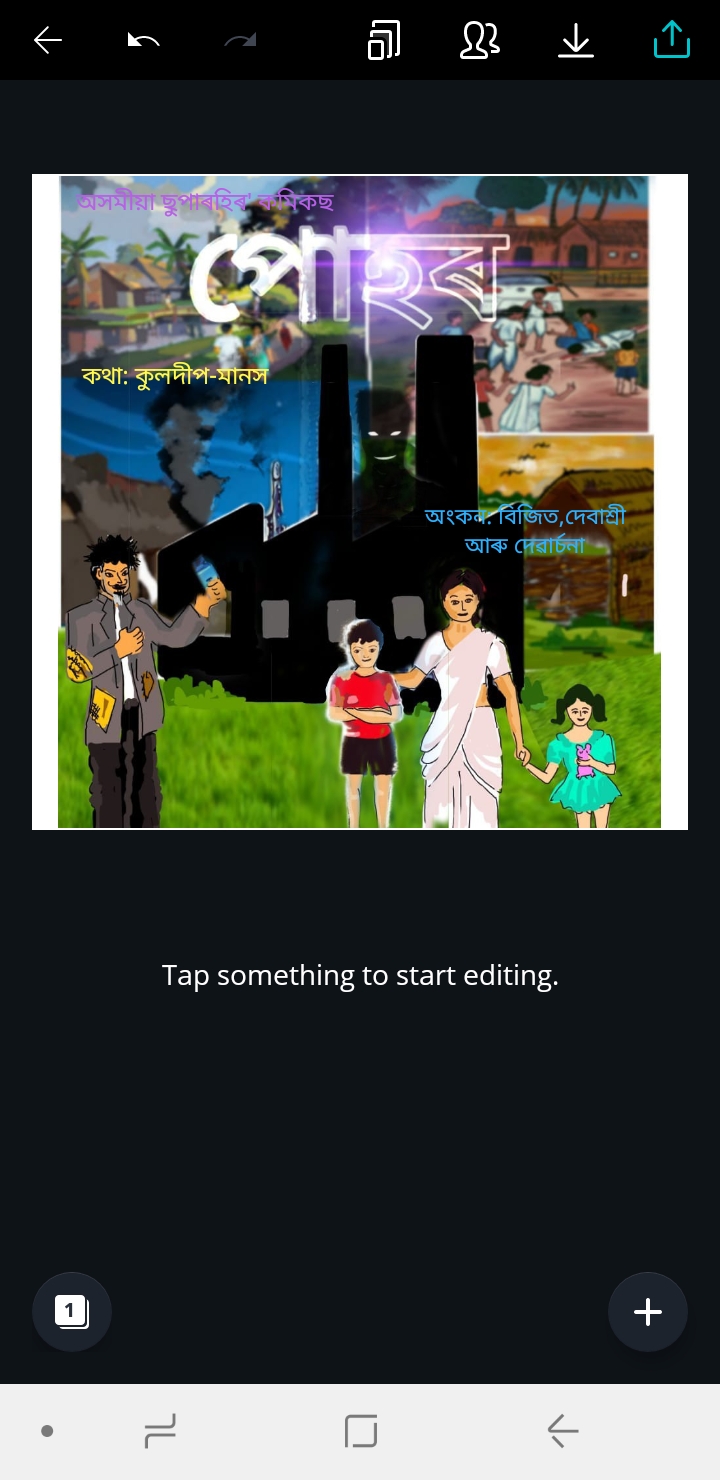 অসমীয়া ছুপাৰহিৰ' কমিকছ
পোহৰ
কথা: কুলদীপ-মানস
অংকন: বিজিত,দেবাশ্ৰী
আৰু দেৱাৰ্চনা
Tap something to start editing.
1